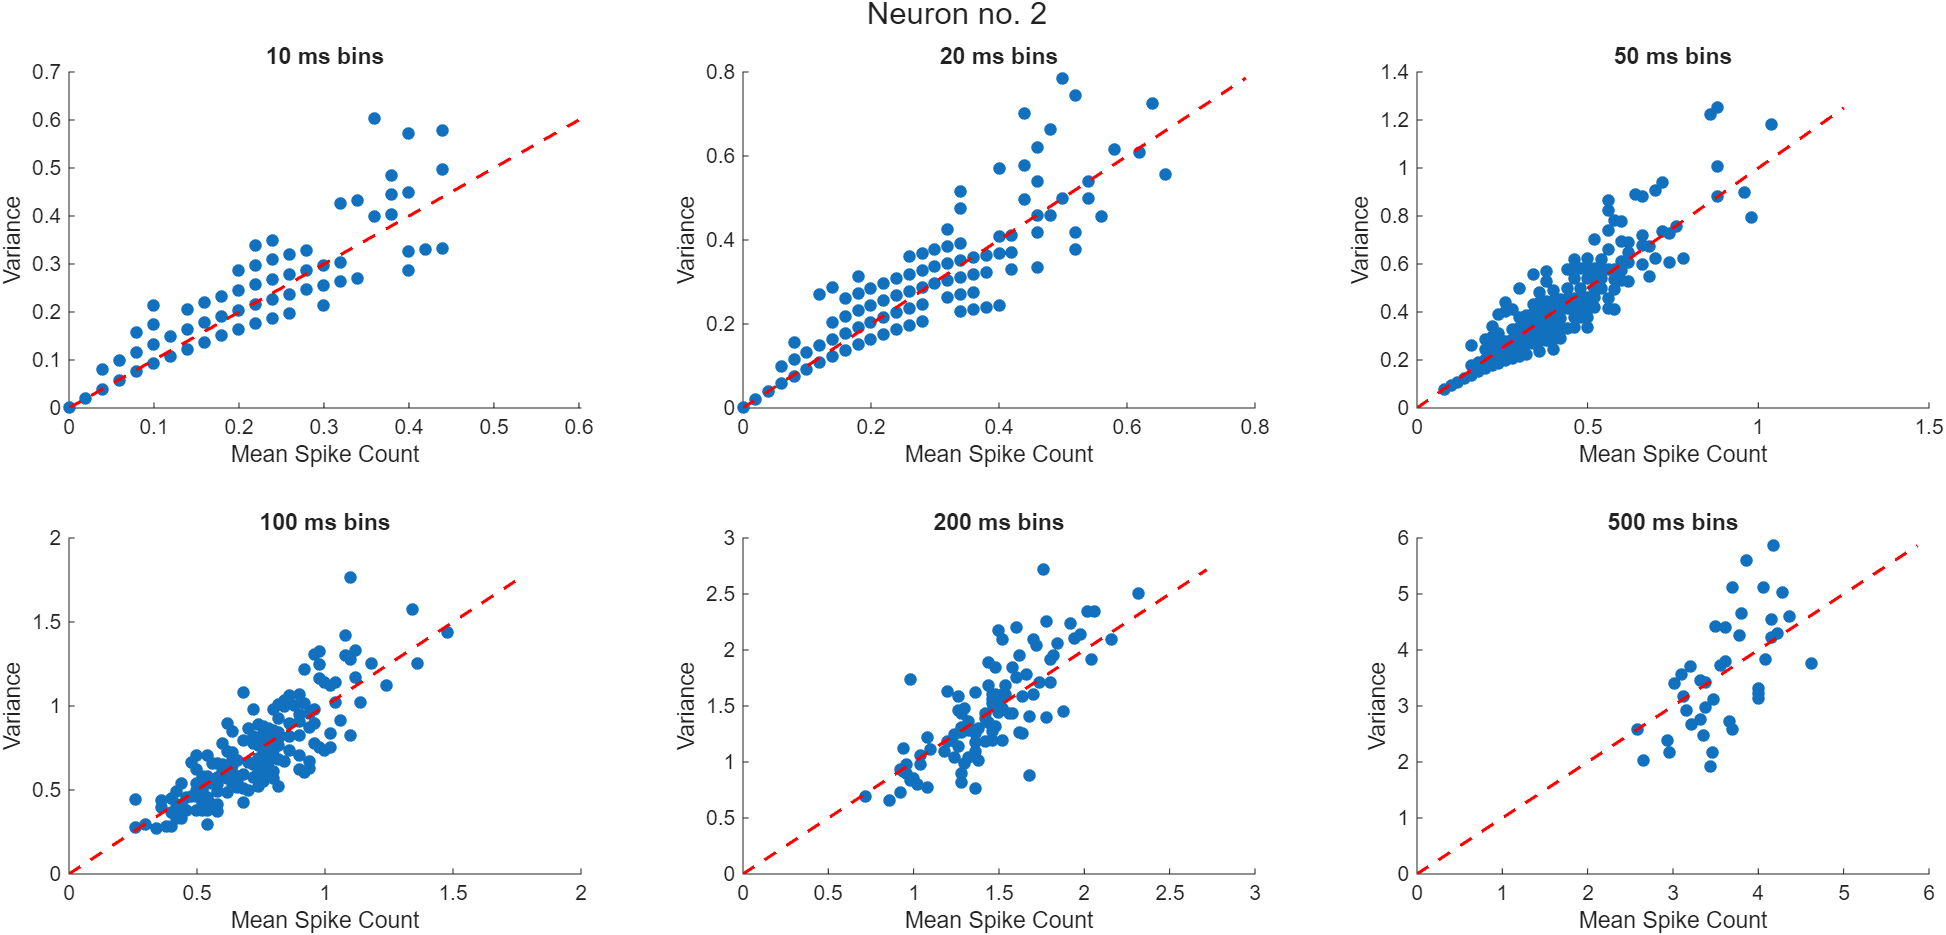 Neuron no. 2
10 ms bins
0.7
0.6
0.5
0.4
0.3
0.2
0.1
0
0 0.1 0.2 0.3 0.4 0.5 0.6
Variance
Mean Spike Count
20 ms bins
0.8
0.6
0.4
0.2
0
0 0.2 0.4 0.6 0.8
Variance
Mean Spike Count
50 ms bins
1.4
1.2
1
0.8
0.6
0.4
0.2
0
0 0.5 1 1.5
Variance
Mean Spike Count
100 ms bins
2
1.5
1
0.5
0
0 0.5 1 1.5 2
Variance
Mean Spike Count
200 ms bins
3
2.5
2
1.5
1
0.5
0
0 0.5 1 1.5 2 2.5 3
Variance
Mean Spike Count
500 ms bins
6
5
4
3
2
1
0
0 1 2 3 4 5 6
Variance
Mean Spike Count